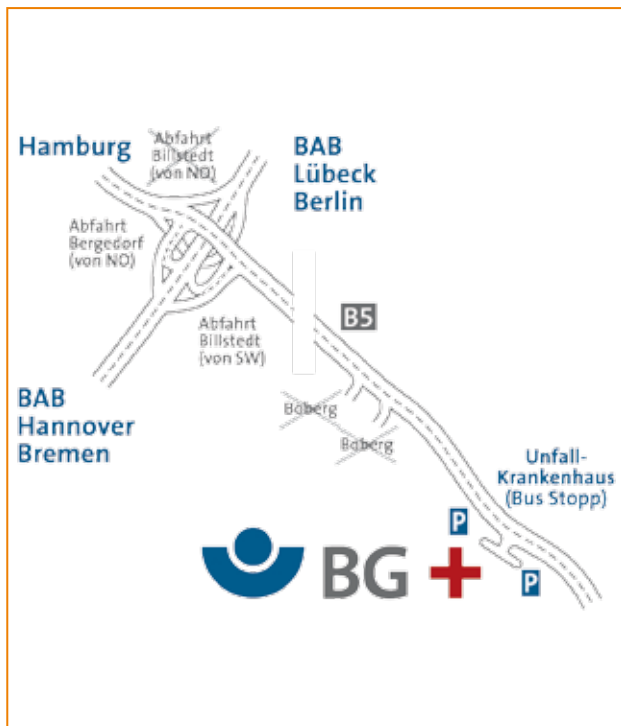 Hamburg
Abfahrt
Billstedt
(von NO)
BAB
Lübeck
Berlin
Abfahrt
Bergedorf
(von NO)
Abfahrt
Billstedt
(von SW)
B5
BAB
Hannover
Bremen
Boberg
Boberg
Unfall-
Krankenhaus
(Bus Stopp)
P
BG
P